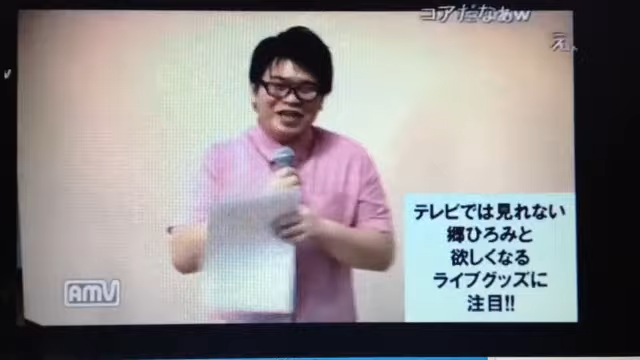 コアだなぁw
え、
テレビでは見れない
郷ひろみと
欲しくなる
ライブグッズに
注目!!
AMV